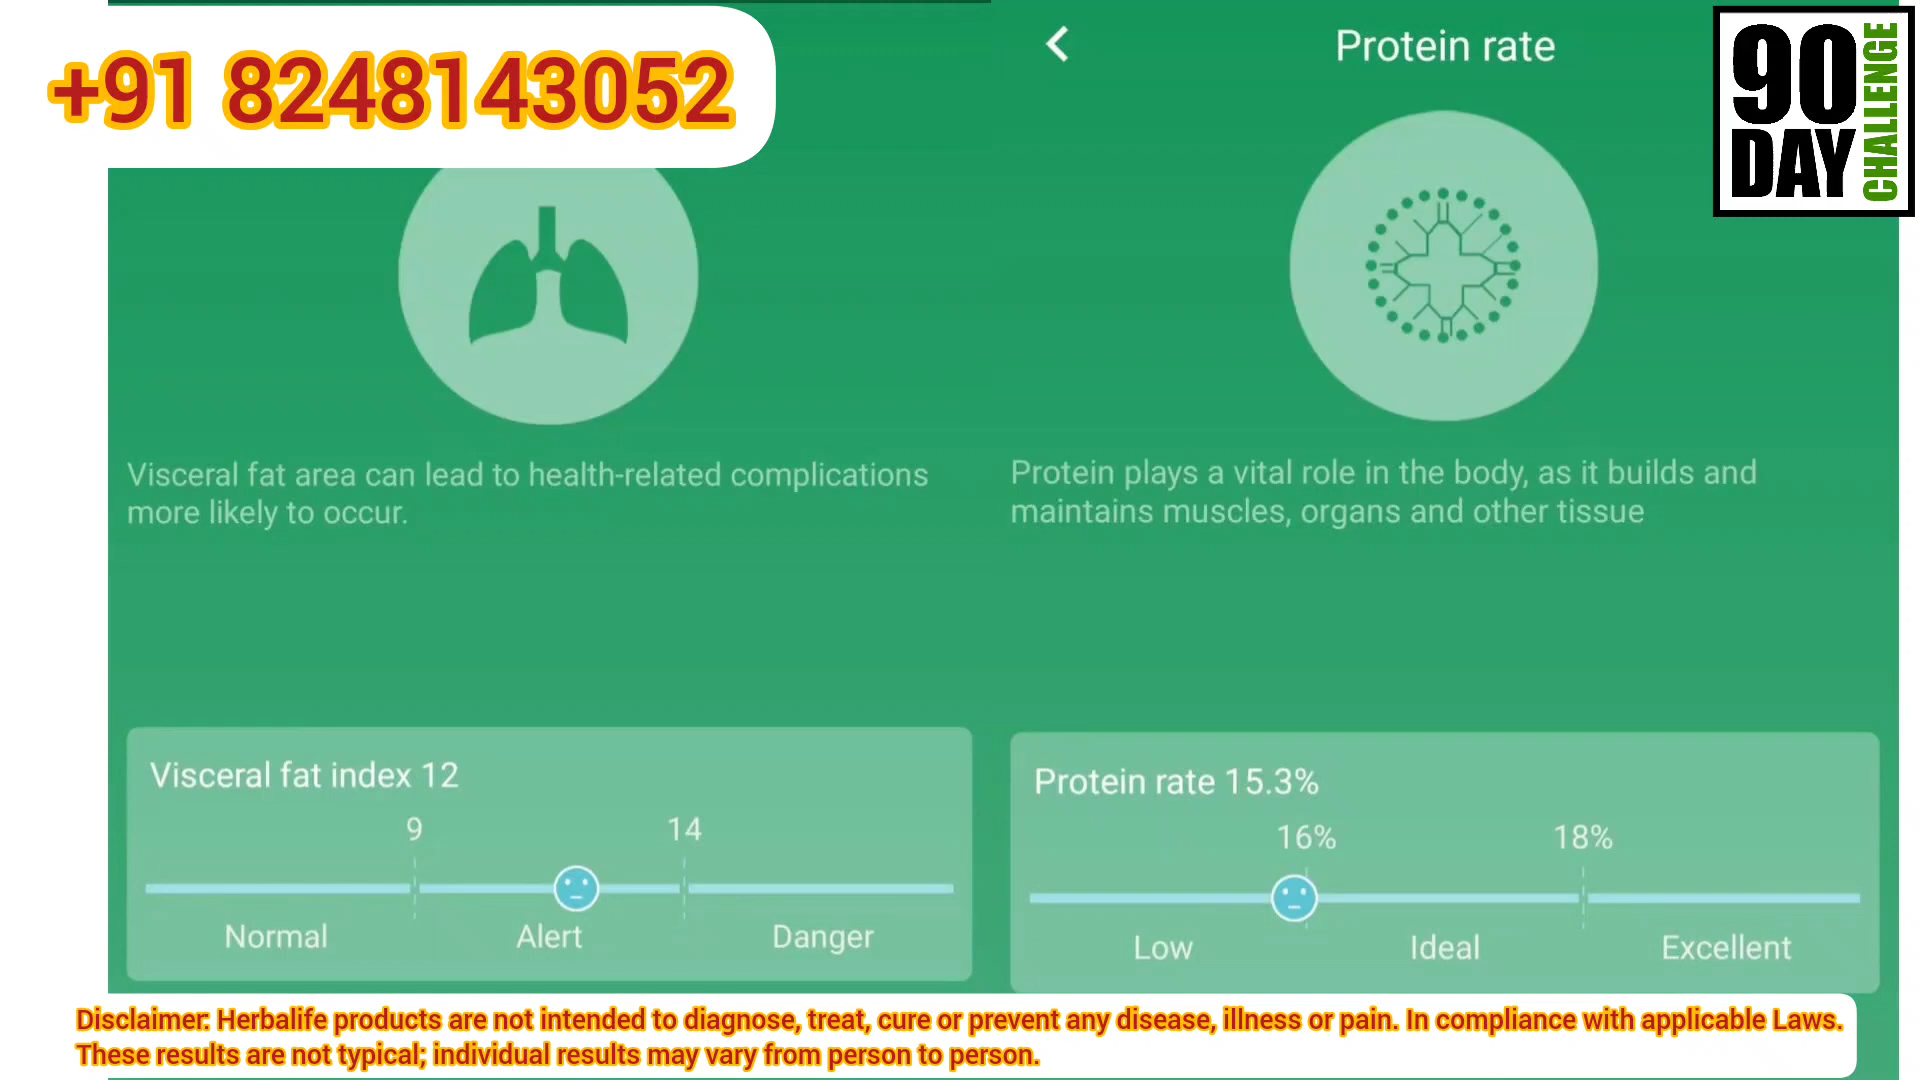 +91 8248143052
Protein rate
90
DAY
CHALLENGE
Visceral fat area can lead to health-related complications
more likely to occur.
Protein plays a vital role in the body, as it builds and
maintains muscles, organs and other tissue
Visceral fat index 12
9 14
Normal Alert Danger
Protein rate 15.3%
16% 18%
Low Ideal Excellent
Disclaimer: Herbalife products are not intended to diagnose, treat, cure or prevent any disease, illness or pain. In compliance with applicable Laws.
These results are not typical; individual results may vary from person to person.